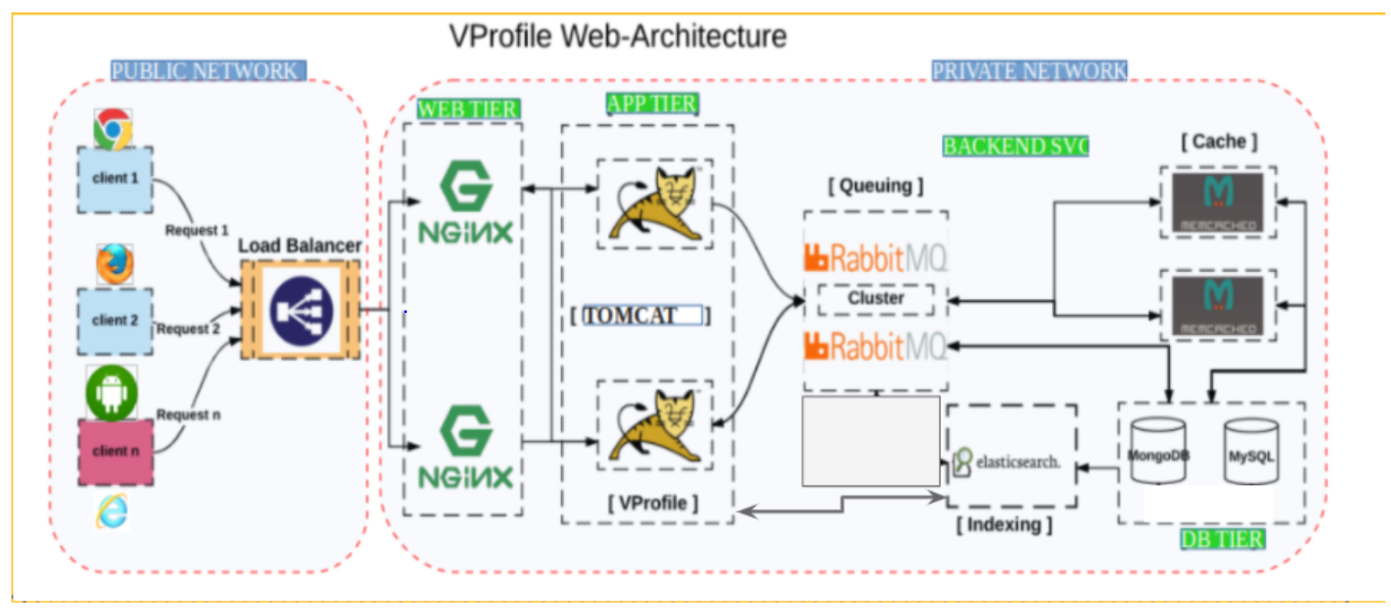 VProfile Web-Architecture
PUBLIC NETWORK
PRIVATE NETWORK
WEB TIER
APP TIER
BACKEND SVC
[ Cache ]
[ Queuing ]
client 1
Request 1
Load Balancer
client 2
Request 2
client n
Request n
NGINX
NGINX
[ TOMCAT ]
[ VProfile ]
RabbitMQ
Cluster
RabbitMQ
MEMCACHED
MEMCACHED
elasticsearch.
[ Indexing ]
MongoDB
MySQL
DB TIER